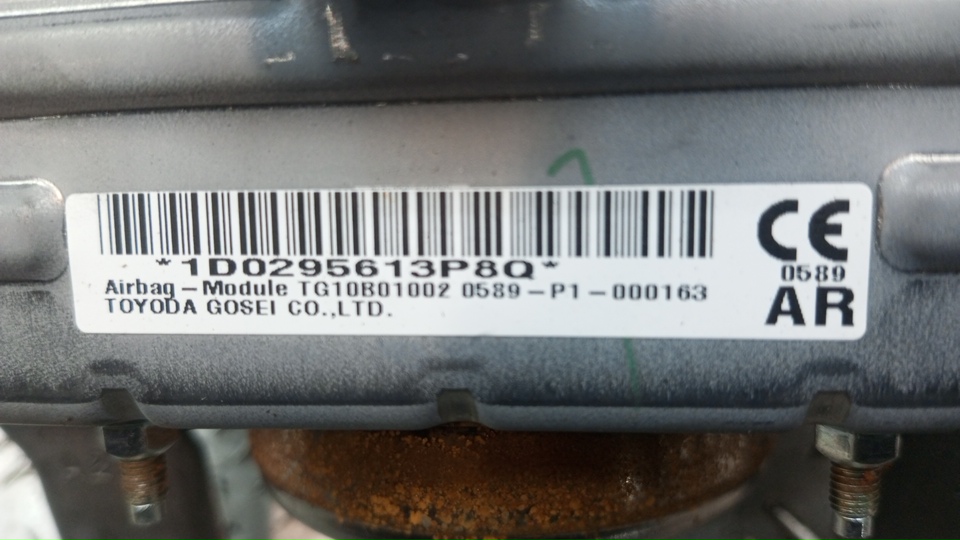 *1D0295613P8Q*
Airbag-Module TG10B01002 0589-P1-000163
TOYODA GOSEI CO.,LTD.
CE
0589
AR